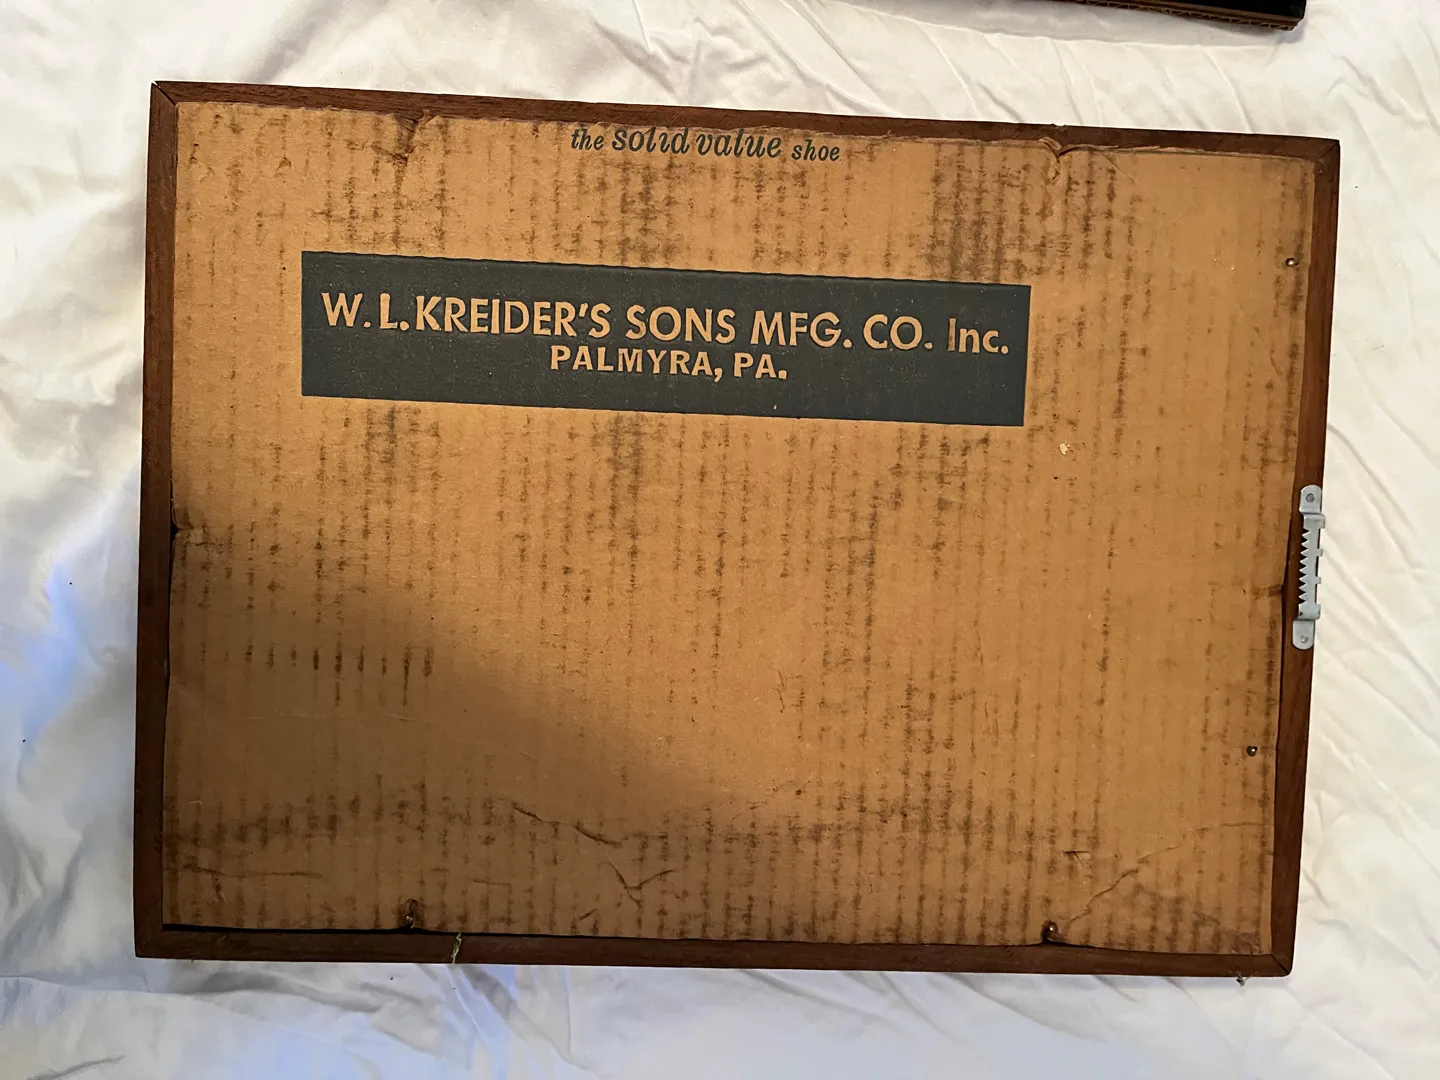 the solid value shoe
W. L. KREIDER'S SONS MFG. CO. Inc.
PALMYRA, PA.